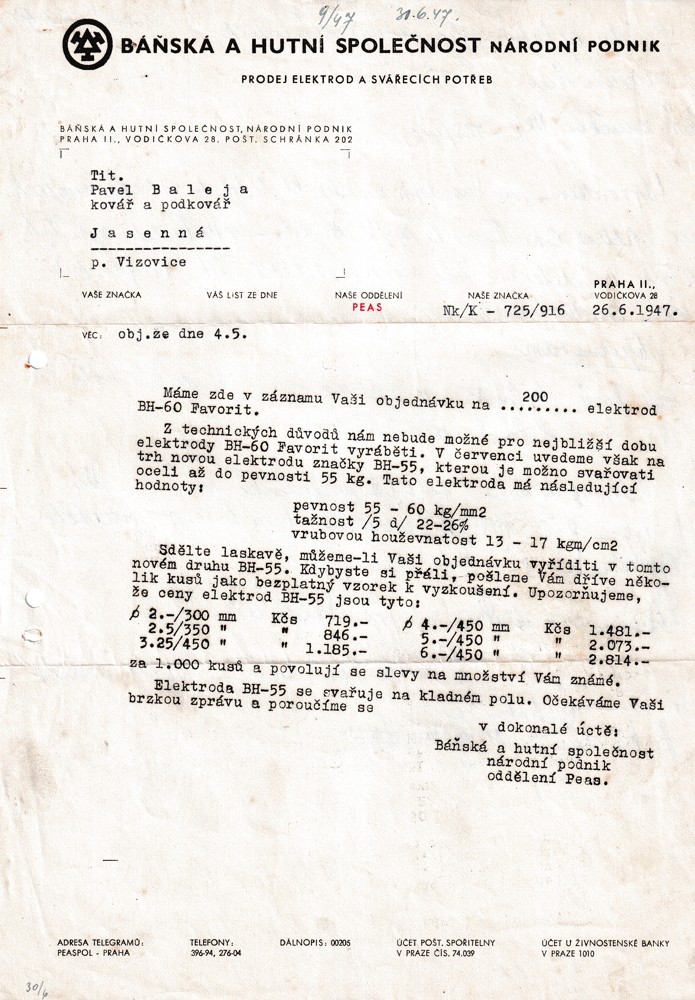 9/47 30.6.47.
BÁŇSKÁ A HUTNÍ SPOLEČNOST NÁRODNÍ PODNIK
PRODEJ ELEKTROD A SVÁŘECÍCH POTŘEB
BÁŇSKÁ A HUTNÍ SPOLEČNOST, NÁRODNÍ PODNIK
PRAHA II., VODIČKOVA 28. POŠT. SCHRÁNKA 202
Tit.
Pavel B a l e j a
kovář a podkovář
J a s e n n á
----------------
p. Vizovice
VAŠE ZNAČKA VÁŠ LIST ZE DNE NAŠE ODDĚLENÍ NAŠE ZNAČKA PRAHA II., VODIČKOVA 28
PEAS Nk/K - 725/916 26.6.1947.
VĚC: obj.že dne 4.5.
Máme zde v záznamu Vaši objednávku na ...200...... elektrod
BH-60 Favorit.
Z technických důvodů nám nebude možné pro nejbližší dobu
elektrody BH-60 Favorit vyráběti. V červenci uvedeme však na
trh novou elektrodu značky BH-55, kterou je možno svařovati
oceli až do pevnosti 55 kg. Tato elektroda má následující
hodnoty:
pevnost 55 - 60 kg/mm2
tažnost /5 d/ 22-26%
vrubovou houževnatost 13 - 17 kgm/cm2
Sdělte laskavě, můžeme-li Vaši objednávku vyříditi v tomto
novém druhu BH-55. Kdybyste si přáli, pošleme Vám dříve něko-
lik kusů jako bezplatný vzorek k vyzkoušení. Upozorňujeme,
že ceny elektrod BH-55 jsou tyto:
ø 2.-/300 mm Kčs 719.- ø 4.-/450 mm Kčs 1.481.-
2.5/350 " " 846.- 5.-/450 " " 2.073.-
3.25/450 " " 1.185.- 6.-/450 " " 2.814.-
za 1.000 kusů a povolují se slevy na množství Vám známé.
Elektroda BH-55 se svařuje na kladném polu. Očekáváme Vaši
brzkou zprávu a poroučíme se
v dokonalé úctě:
Báňská a hutní společnost
národní podnik
oddělení Peas.
ADRESA TELEGRAMŮ: TELEFONY: DÁLNOPIS: 00205 ÚČET POŠT. SPOŘITELNY ÚČET U ŽIVNOSTENSKÉ BANKY
PEASPOL - PRAHA 396-94, 276-04 V PRAZE ČÍS. 74.039 V PRAZE 1010
30/6